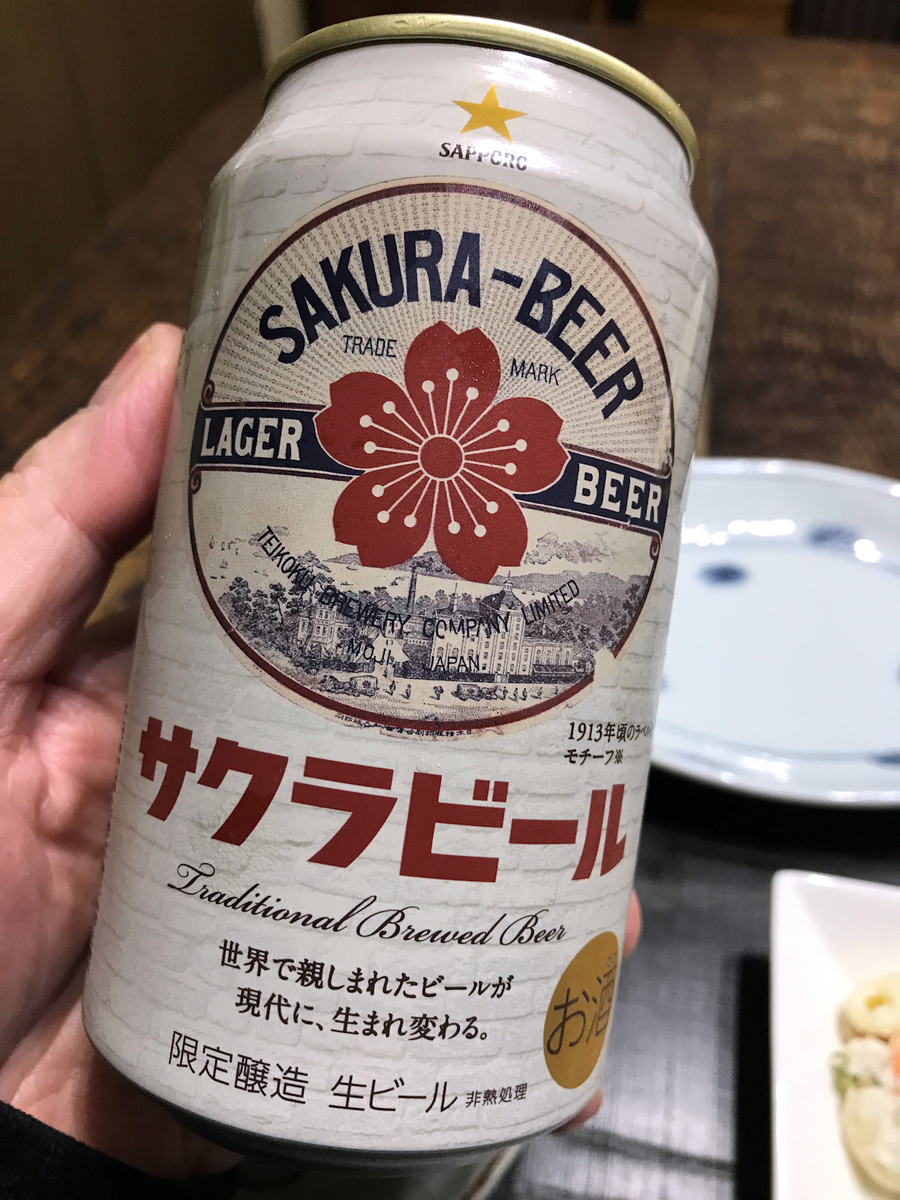 SAPPORO
SAKURA-BEER
TRADE MARK
LAGER BEER
TEIKOKU BREWERY COMPANY LIMITED
MOJI JAPAN
1913年頃のラベル
モチーフ※
サクラビール
Traditional Brewed Beer
世界で親しまれたビールが
現代に、生まれ変わる。
お酒
限定醸造 生ビール 非熱処理